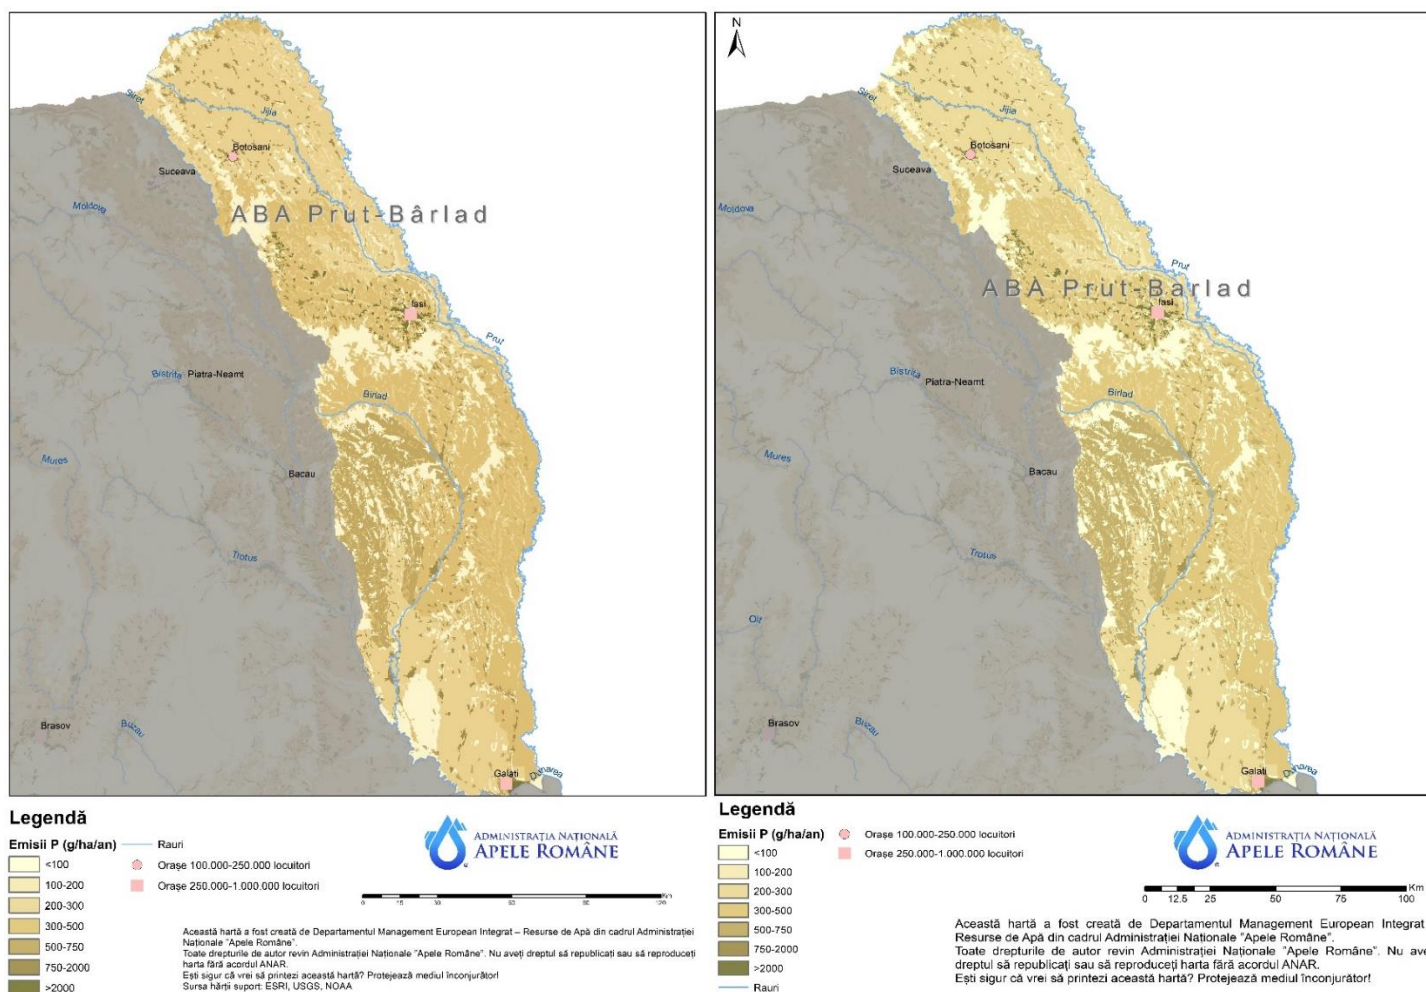 Siret
Jijia
Botosani
Suceava
Moldova
ABA Prut-Bârlad
Iasi
Prut
Bistrita
Piatra-Neamt
Birlad
Mures
Bacau
Trotus
Brasov
Buzau
Galati
Dunarea
Legendă
Emisii P (g/ha/an)
<100
100-200
200-300
300-500
500-750
750-2000
>2000
Rauri
Orașe 100.000-250.000 locuitori
Orașe 250.000-1.000.000 locuitori
ADMINISTRAȚIA NAȚIONALĂ
APELE ROMÂNE
0 15 30 60 90 120
Km
Această hartă a fost creată de Departamentul Management European Integrat – Resurse de Apă din cadrul Administrației
Naționale "Apele Române".
Toate drepturile de autor revin Administrației Naționale "Apele Române". Nu aveți dreptul să republicați sau să reproduceți
harta fără acordul ANAR.
Ești sigur că vrei să printezi această hartă? Protejează mediul înconjurător!
Sursa hărții suport: ESRI, USGS, NOAA
N
Siret
Jijia
Botosani
Suceava
Moldova
Prut
ABA Prut-Barlad
Iasi
Bistrita
Piatra-Neamt
Birlad
Mures
Bacau
Trotus
Olt
Brasov
Buzau
Galati
Dunarea
Legendă
Emisii P (g/ha/an)
<100
100-200
200-300
300-500
500-750
750-2000
>2000
Rauri
Orașe 100.000-250.000 locuitori
Orașe 250.000-1.000.000 locuitori
ADMINISTRAȚIA NAȚIONALĂ
APELE ROMÂNE
0 12.5 25 50 75 100
Km
Această hartă a fost creată de Departamentul Management European Integrat
Resurse de Apă din cadrul Administrației Naționale "Apele Române".
Toate drepturile de autor revin Administrației Naționale "Apele Române". Nu ave
dreptul să republicați sau să reproduceți harta fără acordul ANAR.
Ești sigur că vrei să printezi această hartă? Protejează mediul înconjurător!